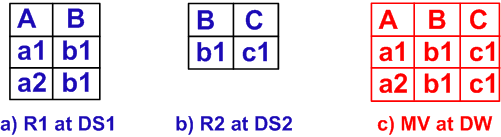 A B
a1 b1
a2 b1
a) R1 at DS1
B C
b1 c1
b) R2 at DS2
A B C
a1 b1 c1
a2 b1 c1
c) MV at DW